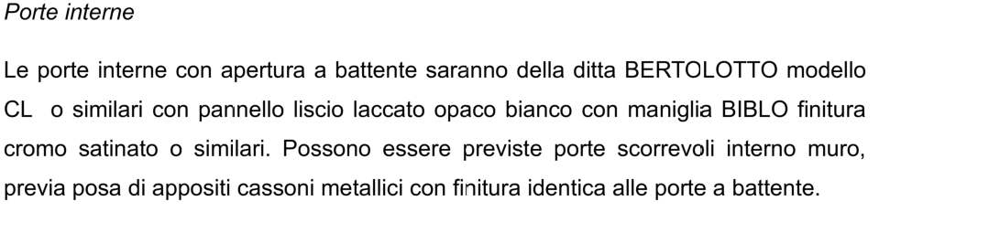 Porte interne
Le porte interne con apertura a battente saranno della ditta BERTOLOTTO modello
CL o similari con pannello liscio laccato opaco bianco con maniglia BIBLO finitura
cromo satinato o similari. Possono essere previste porte scorrevoli interno muro,
previa posa di appositi cassoni metallici con finitura identica alle porte a battente.